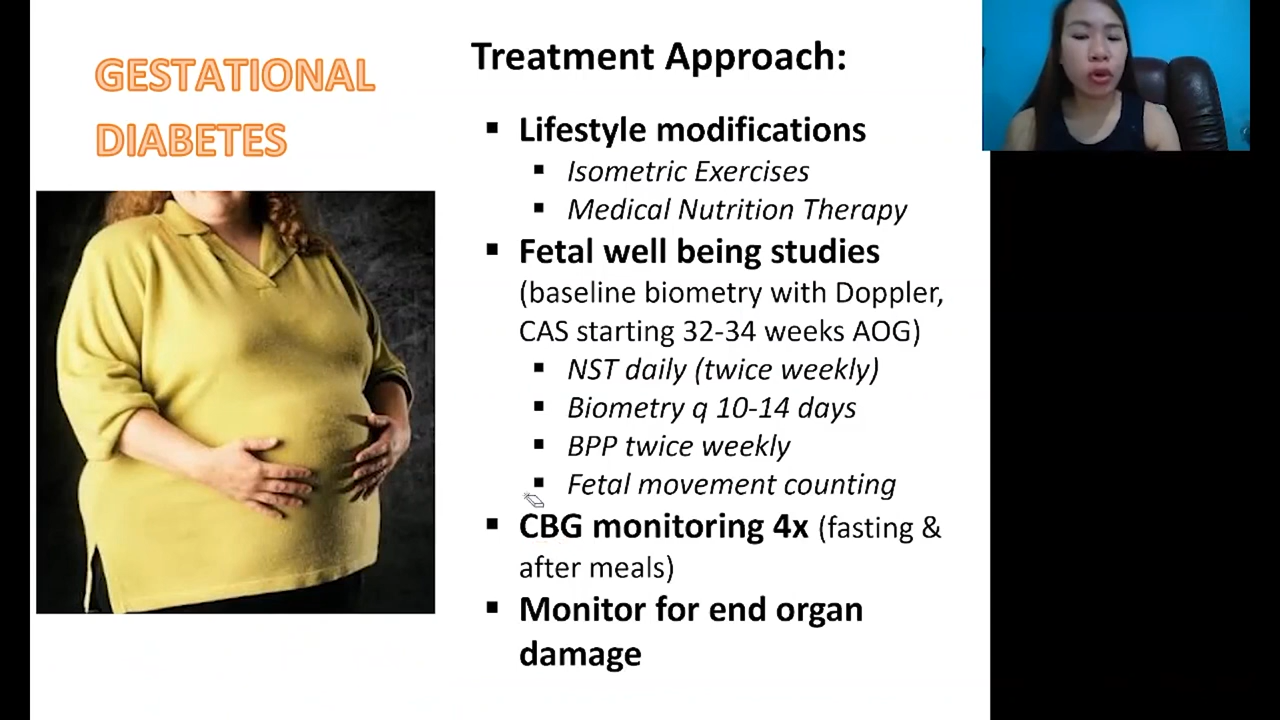 GESTATIONAL
DIABETES
Treatment Approach:
▪ Lifestyle modifications
▪ Isometric Exercises
▪ Medical Nutrition Therapy
▪ Fetal well being studies
(baseline biometry with Doppler,
CAS starting 32-34 weeks AOG)
▪ NST daily (twice weekly)
▪ Biometry q 10-14 days
▪ BPP twice weekly
▪ Fetal movement counting
▪ CBG monitoring 4x (fasting &
after meals)
▪ Monitor for end organ
damage